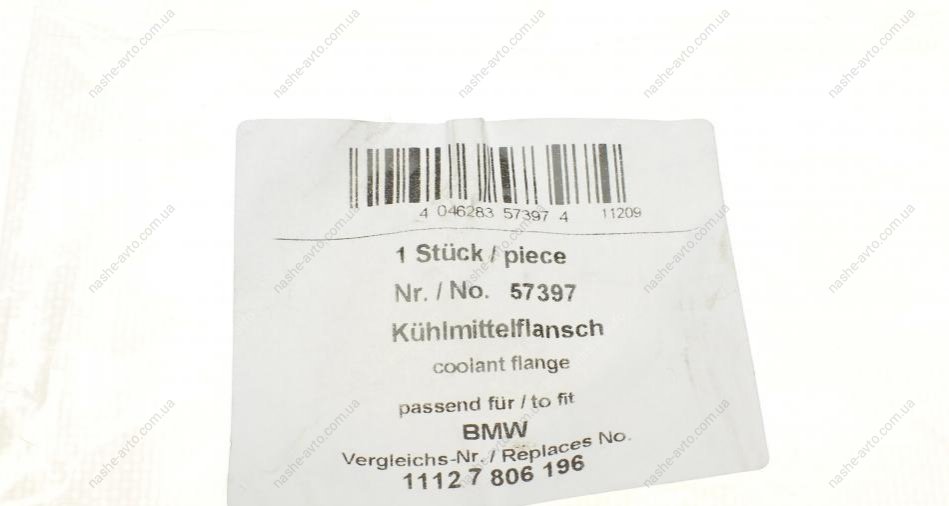 4 046283 57397 4 11209
1 Stück / piece
Nr. / No. 57397
Kühlmittelflansch
coolant flange
passend für / to fit
BMW
Vergleichs-Nr. / Replaces No.
1112 7 806 196
nashe-avto.com.ua